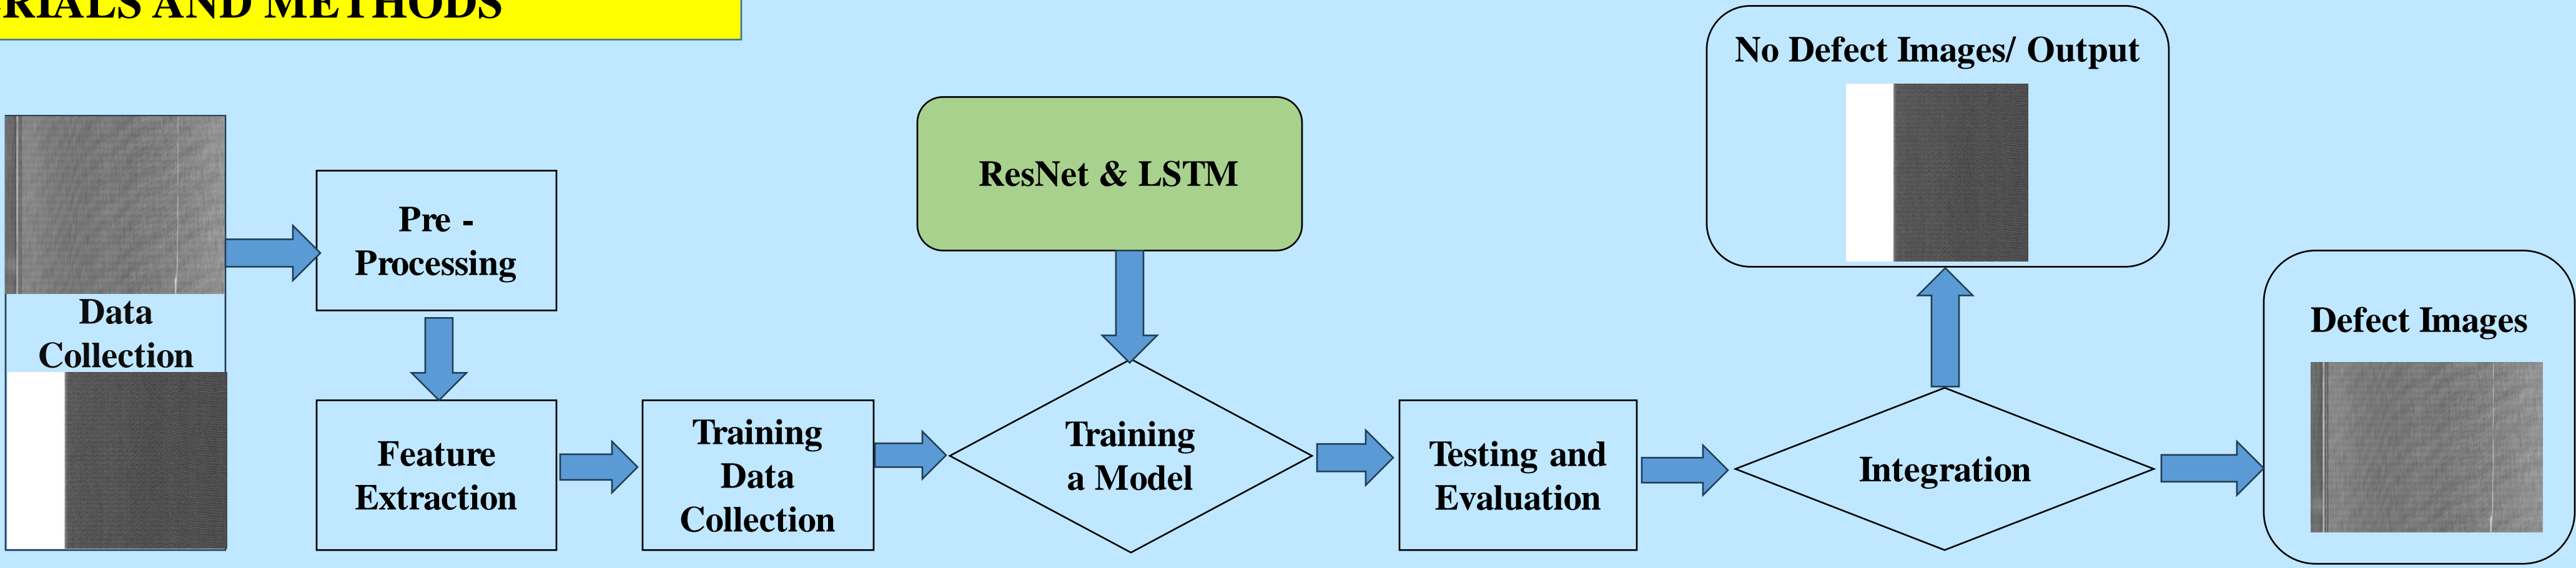 RIALS AND METHODS
Data
Collection
Pre -
Processing
Feature
Extraction
Training
Data
Collection
ResNet & LSTM
Training
a Model
Testing and
Evaluation
Integration
No Defect Images/ Output
Defect Images